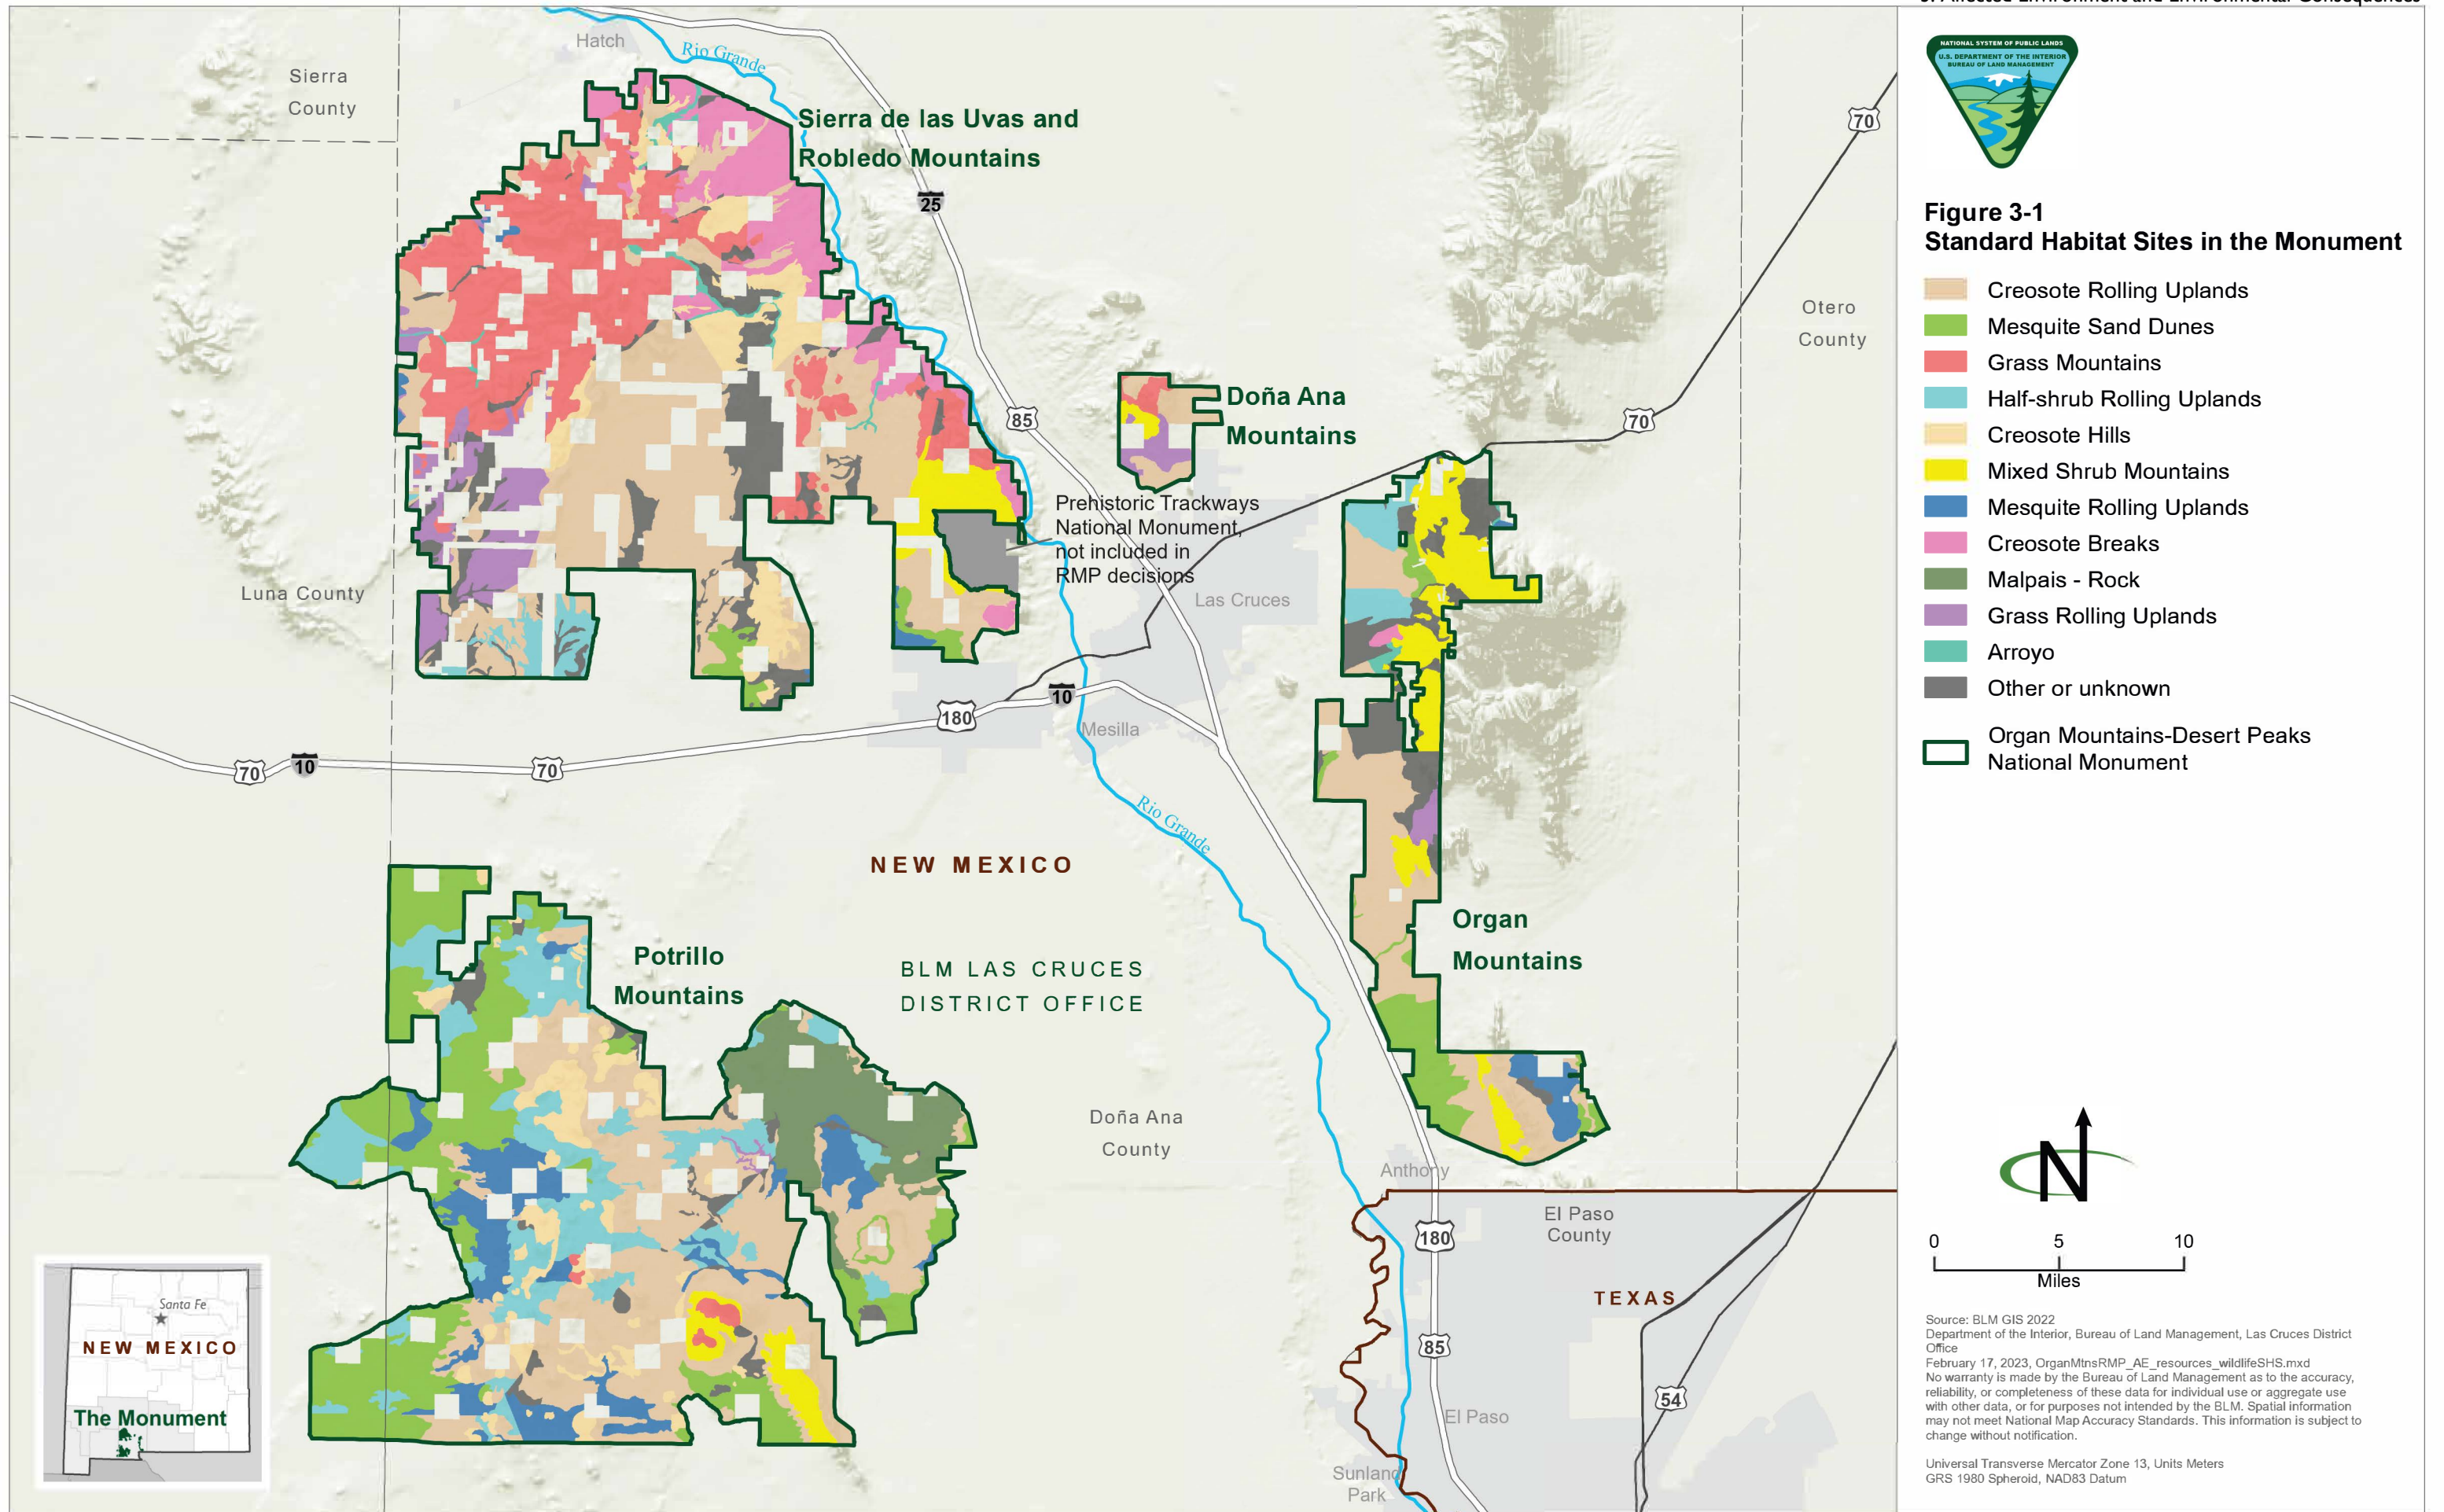 3. Affected Environment and Environmental Consequences
NATIONAL SYSTEM OF PUBLIC LANDS
U.S. DEPARTMENT OF THE INTERIOR
BUREAU OF LAND MANAGEMENT
Figure 3-1
Standard Habitat Sites in the Monument
Creosote Rolling Uplands
Mesquite Sand Dunes
Grass Mountains
Half-shrub Rolling Uplands
Creosote Hills
Mixed Shrub Mountains
Mesquite Rolling Uplands
Creosote Breaks
Malpais - Rock
Grass Rolling Uplands
Arroyo
Other or unknown
Organ Mountains-Desert Peaks
National Monument
N
0 5 10
Miles
Source: BLM GIS 2022
Department of the Interior, Bureau of Land Management, Las Cruces District
Office
February 17, 2023, OrganMtnsRMP_AE_resources_wildlifeSHS.mxd
No warranty is made by the Bureau of Land Management as to the accuracy,
reliability, or completeness of these data for individual use or aggregate use
with other data, or for purposes not intended by the BLM. Spatial information
may not meet National Map Accuracy Standards. This information is subject to
change without notification.
Universal Transverse Mercator Zone 13, Units Meters
GRS 1980 Spheroid, NAD83 Datum
Hatch
Rio Grande
Sierra
County
Sierra de las Uvas and
Robledo Mountains
70
25
Otero
County
Doña Ana
Mountains
85
70
Prehistoric Trackways
National Monument,
not included in
RMP decisions
Luna County
Las Cruces
10
180
Mesilla
70
10
70
Rio Grande
NEW MEXICO
Organ
Mountains
Potrillo
Mountains
BLM LAS CRUCES
DISTRICT OFFICE
Doña Ana
County
Anthony
El Paso
County
180
TEXAS
85
54
El Paso
Sunland
Park
Santa Fe
NEW MEXICO
The Monument